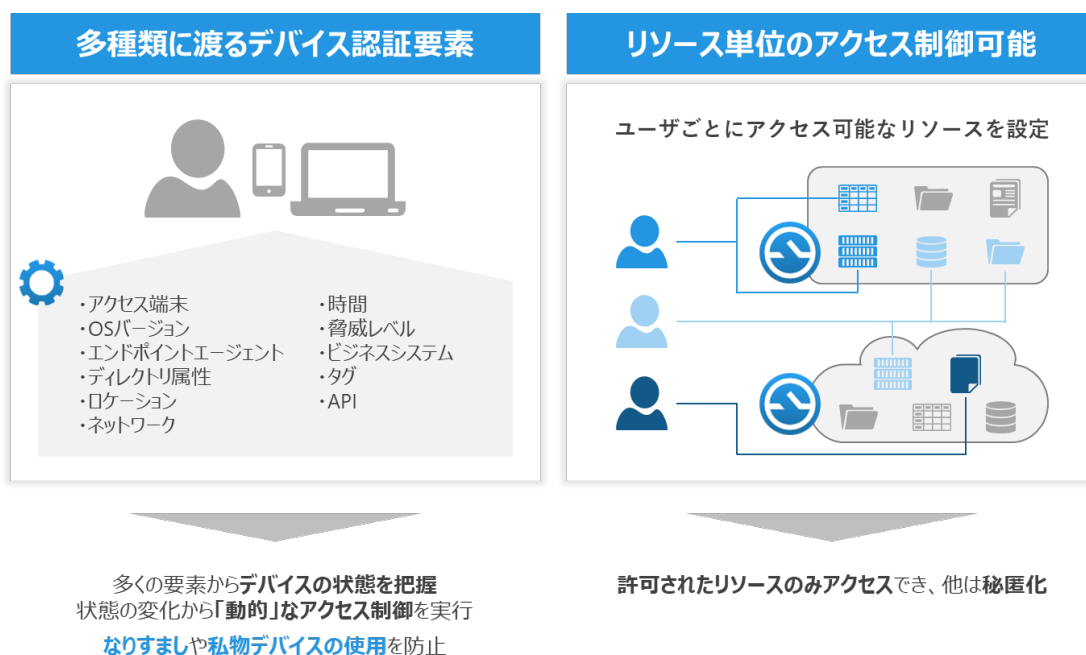 多種類に渡るデバイス認証要素
・アクセス端末
・OSバージョン
・エンドポイントエージェント
・ディレクトリ属性
・ロケーション
・ネットワーク
・時間
・脅威レベル
・ビジネスシステム
・タグ
・API
多くの要素からデバイスの状態を把握
状態の変化から「動的」なアクセス制御を実行
なりすましや私物デバイスの使用を防止
リソース単位のアクセス制御可能
ユーザごとにアクセス可能なリソースを設定
許可されたリソースのみアクセスでき、他は秘匿化